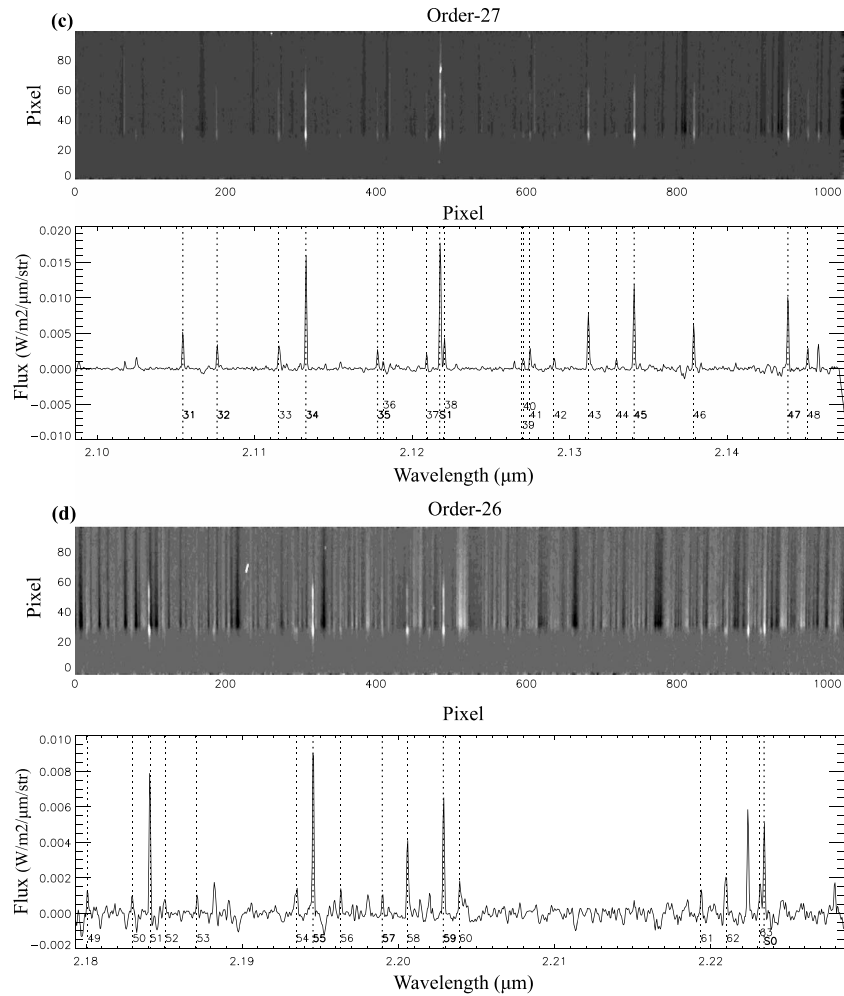 (c)
Order-27
Pixel
80
60
40
20
0
0 200 400 600 800 1000
Pixel
Flux (W/m2/μm/str)
0.020
0.015
0.010
0.005
0.000
−0.005
−0.010
36 38 40
31 32 33 34 35 37 S1 41 42 43 44 45 46 47 48
39
2.10 2.11 2.12 2.13 2.14
Wavelength (μm)
(d)
Order-26
Pixel
80
60
40
20
0
0 200 400 600 800 1000
Pixel
Flux (W/m2/μm/str)
0.010
0.008
0.006
0.004
0.002
0.000
−0.002
49 50 51 52 53 54 55 56 57 58 59 60 61 62 63 S0
2.18 2.19 2.20 2.21 2.22
Wavelength (μm)